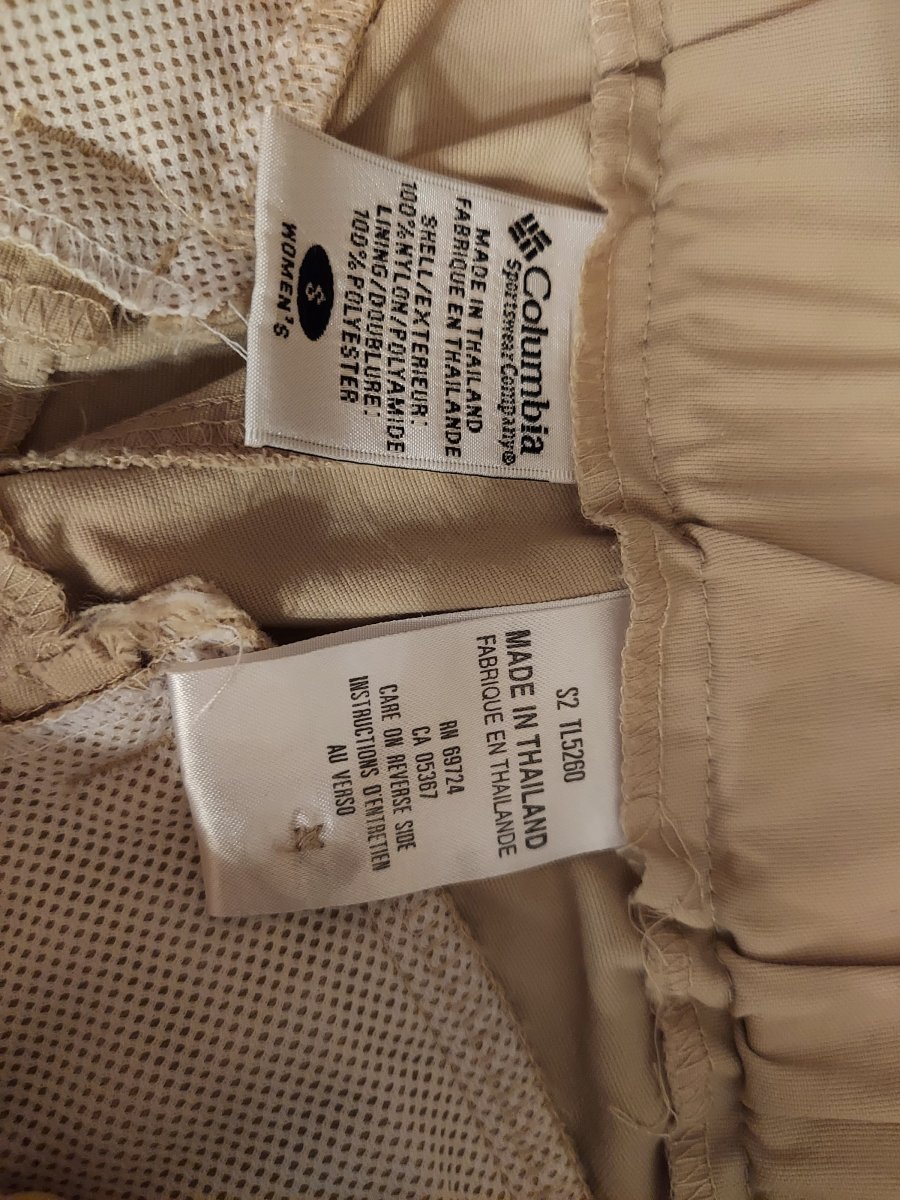 Columbia
Sportswear Company®
MADE IN THAILAND
FABRIQUE EN THAILANDE
SHELL/EXTERIEUR:
100%NYLON/POLYAMIDE
LINING/DOUBLURE:
100%POLYESTER
S
WOMEN'S
S2 TL5260
MADE IN THAILAND
FABRIQUE EN THAILANDE
RN 69724
CA 05367
CARE ON REVERSE SIDE
INSTRUCTIONS D'ENTRETIEN
AU VERSO